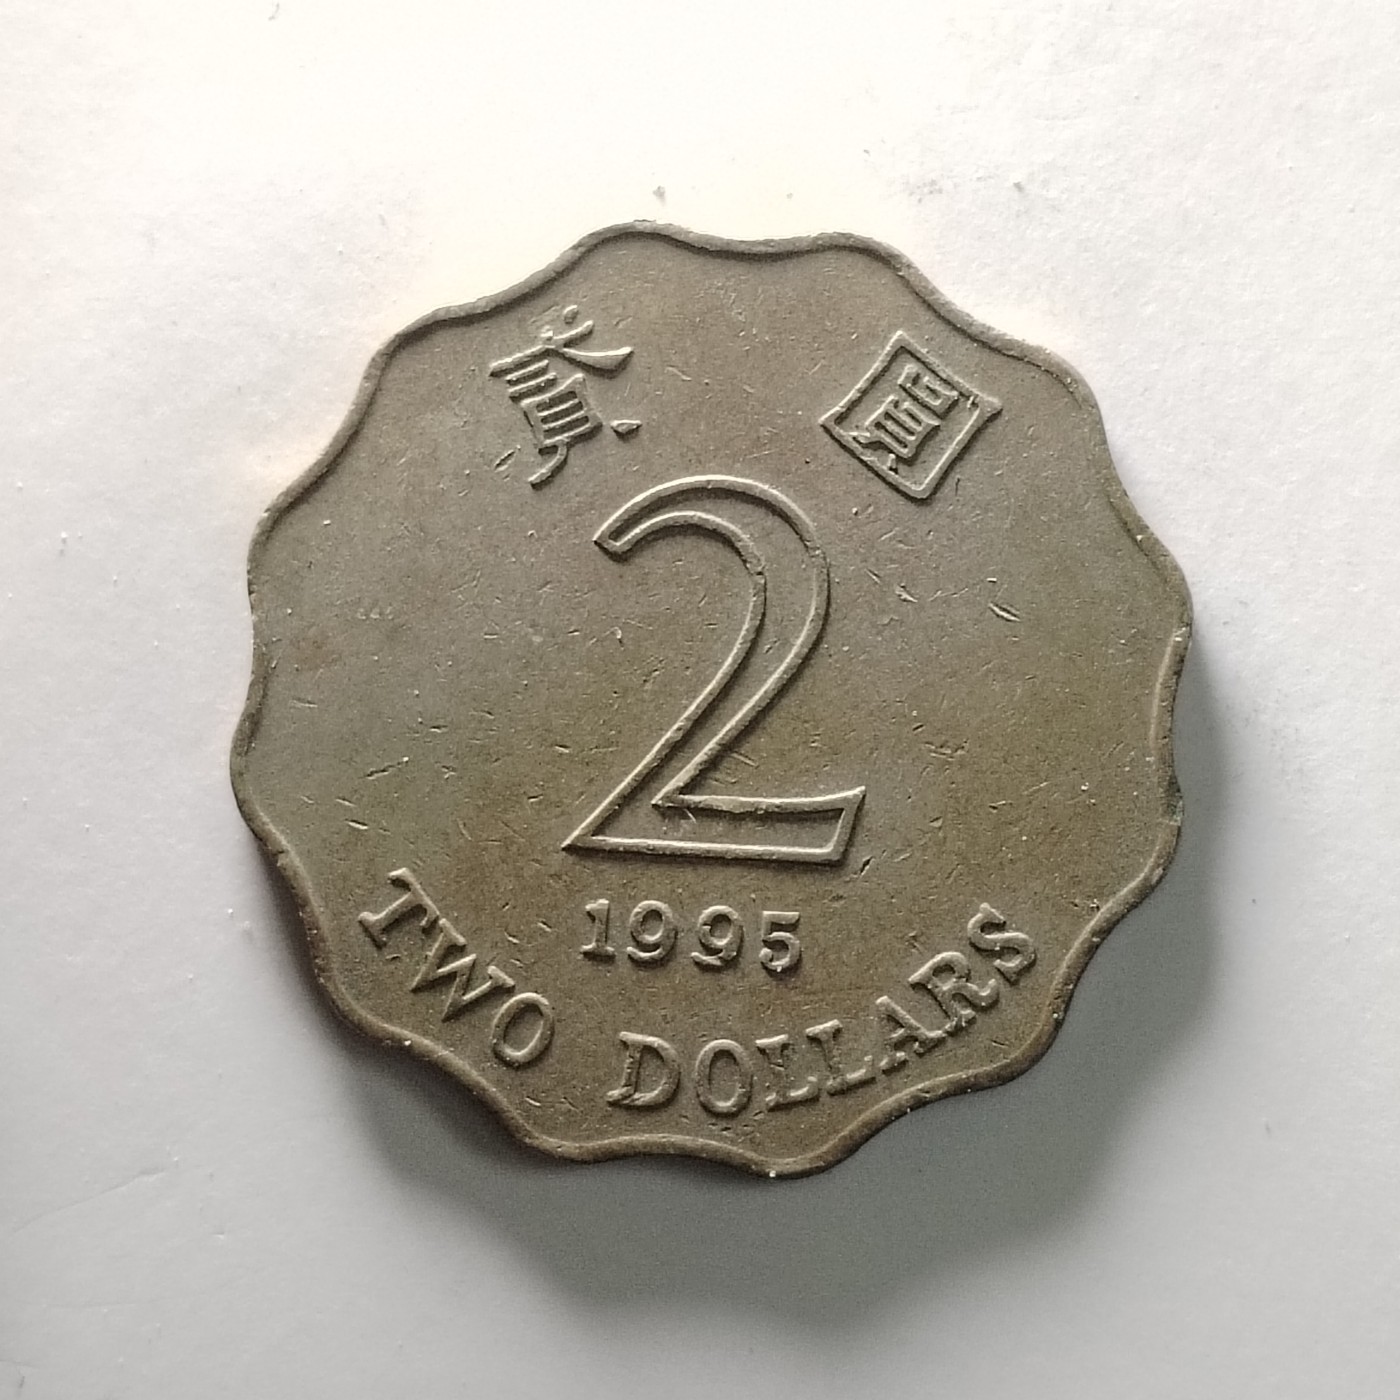 貳 圓
2
1995
TWO DOLLARS